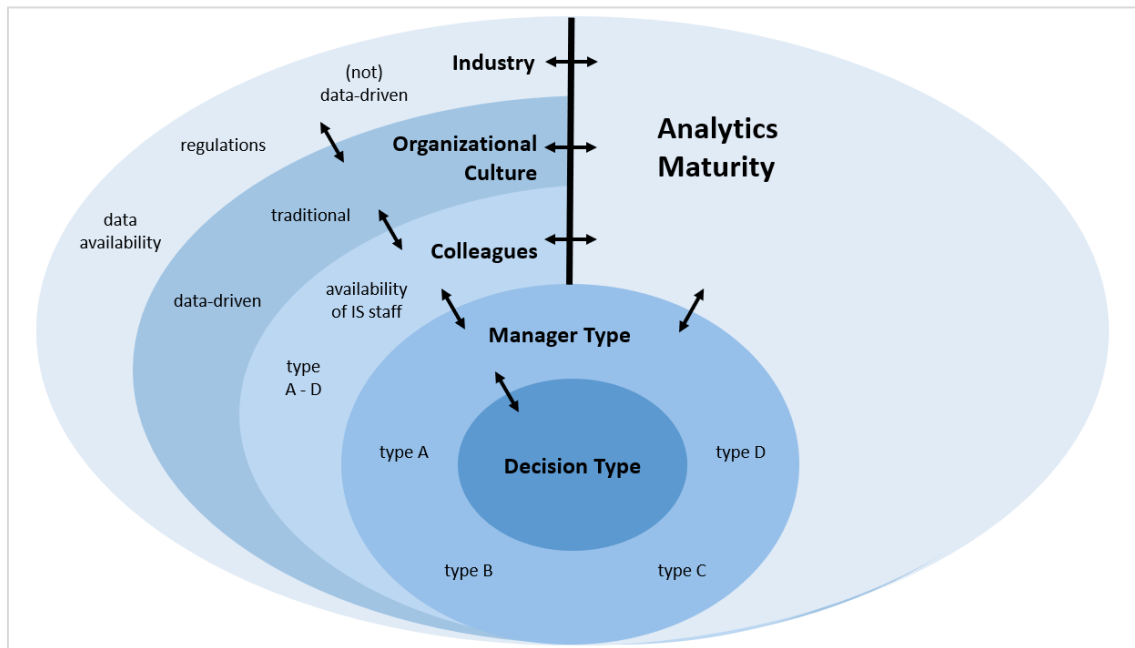 Industry
(not)
data-driven
regulations
data
availability
Organizational
Culture
traditional
data-driven
Colleagues
availability
of IS staff
type
A - D
Analytics
Maturity
Manager Type
type A
type B
type C
type D
Decision Type